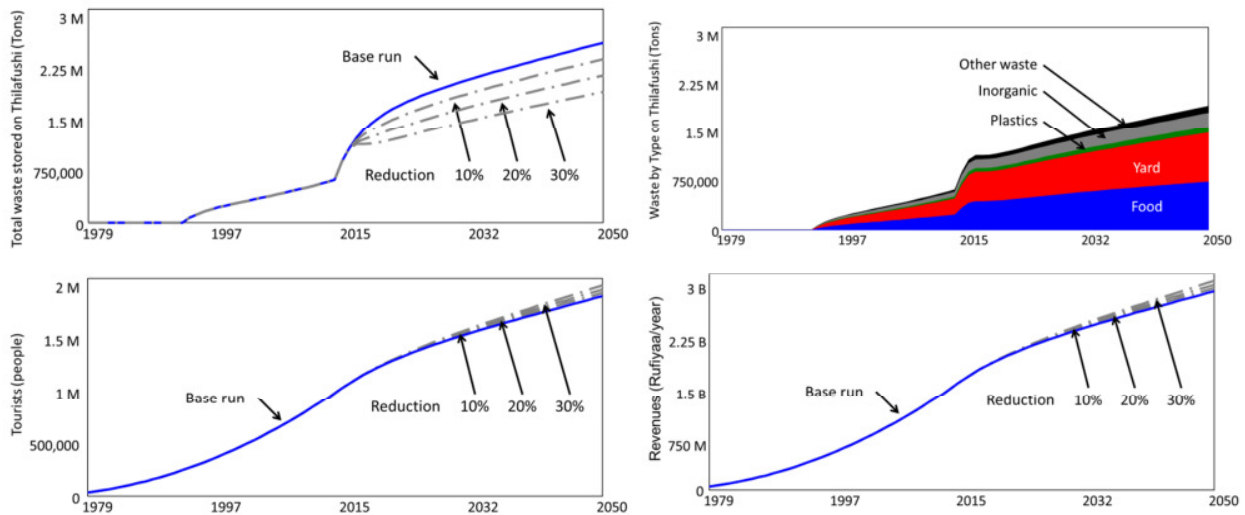 Total waste stored on Thilafushi (Tons)
3 M
2.25 M
1.5 M
750,000
0
Base run
Reduction 10% 20% 30%
1979 1997 2015 2032 2050
Waste by Type on Thilafushi (Tons)
3 M
2.25 M
1.5 M
750,000
0
Other waste
Inorganic
Plastics
Yard
Food
1979 1997 2015 2032 2050
Tourists (people)
2 M
1.5 M
1 M
500,000
0
Base run
Reduction 10% 20% 30%
1979 1997 2015 2032 2050
Revenues (Rufiyaa/year)
3 B
2.25 B
1.5 B
750 M
0
Base run
Reduction 10% 20% 30%
1979 1997 2015 2032 2050